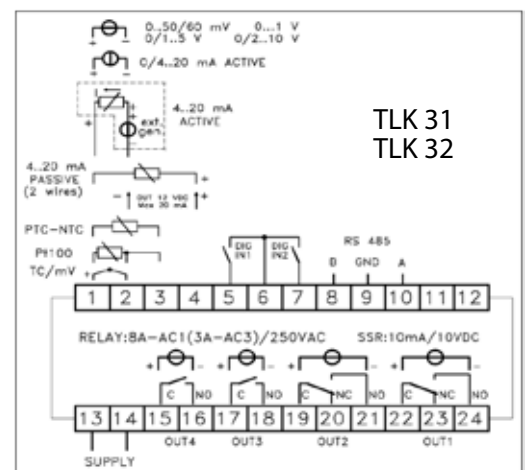 0..50/60 mV 0...1 V
0/1..5 V 0/2..10 V
+ -
0/4..20 mA ACTIVE
+ -
4..20 mA
ACTIVE
ext.
gen.
TLK 31
TLK 32
4..20 mA
PASSIVE
(2 wires)
- OUT 12 VDC +
Max 20 mA
PTC-NTC
Pt100
TC/mV + -
DIG
IN1
DIG
IN2
RS 485
B GND A
1 2 3 4 5 6 7 8 9 10 11 12
RELAY:8A-AC1(3A-AC3)/250VAC SSR:10mA/10VDC
+ - + - + - + -
C NO C NO C NC NO C NC NO
13 14 15 16 17 18 19 20 21 22 23 24
OUT4 OUT3 OUT2 OUT1
SUPPLY